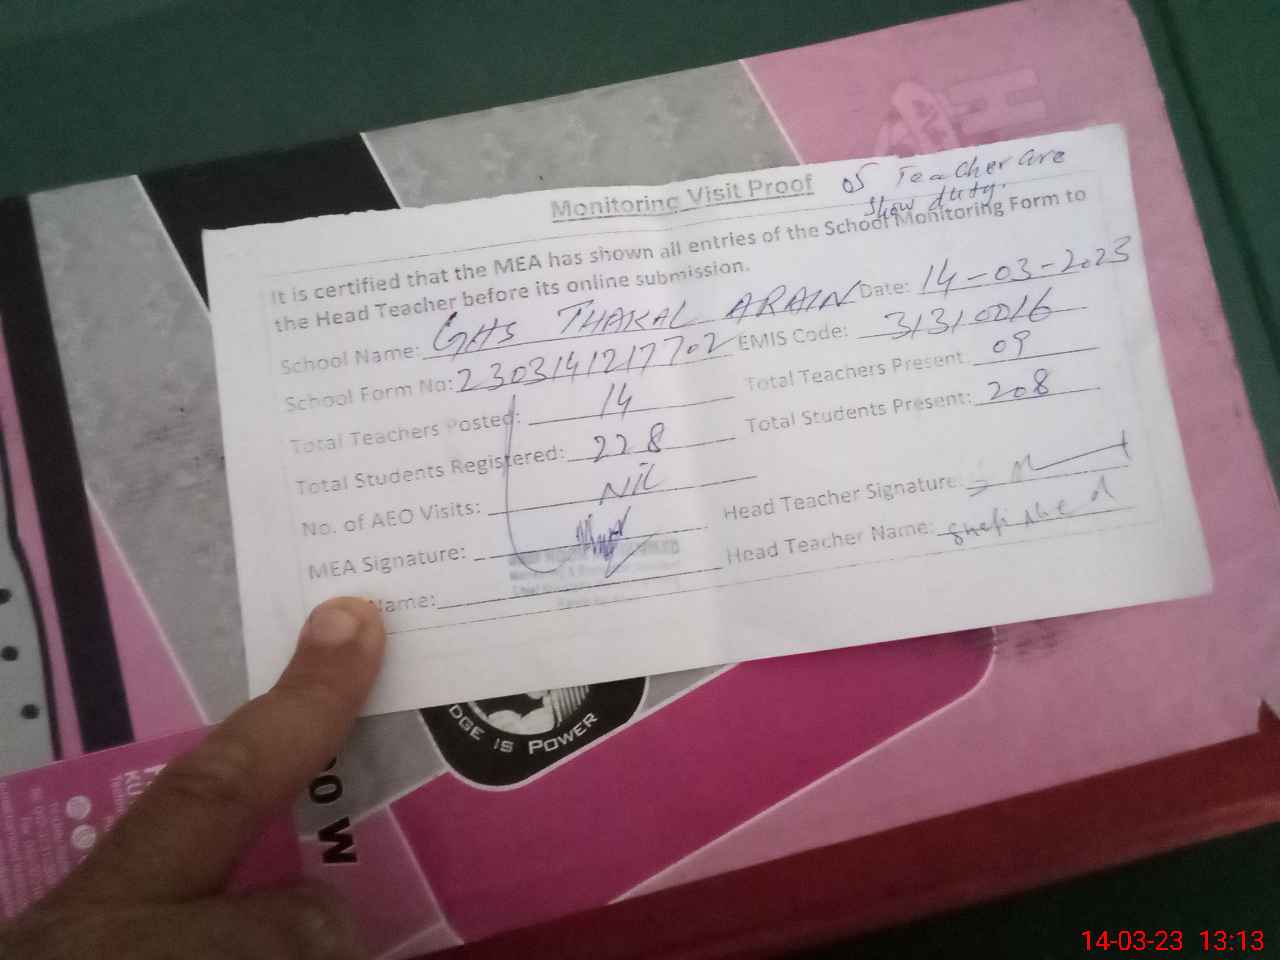 Monitoring Visit Proof
05 Teacher are
show duty.
It is certified that the MEA has shown all entries of the School Monitoring Form to
the Head Teacher before its online submission.
School Name: GHS THAKAL ARAIN Date: 14-03-2023
School Form No: 2303141217702 EMIS Code: 31310016
Total Teachers Posted: 14 Total Teachers Present: 09
Total Students Registered: 228 Total Students Present: 208
No. of AEO Visits: NIL
MEA Signature: Head Teacher Signature:
Name: Head Teacher Name:
DGE IS POWER
W
14-03-23 13:13